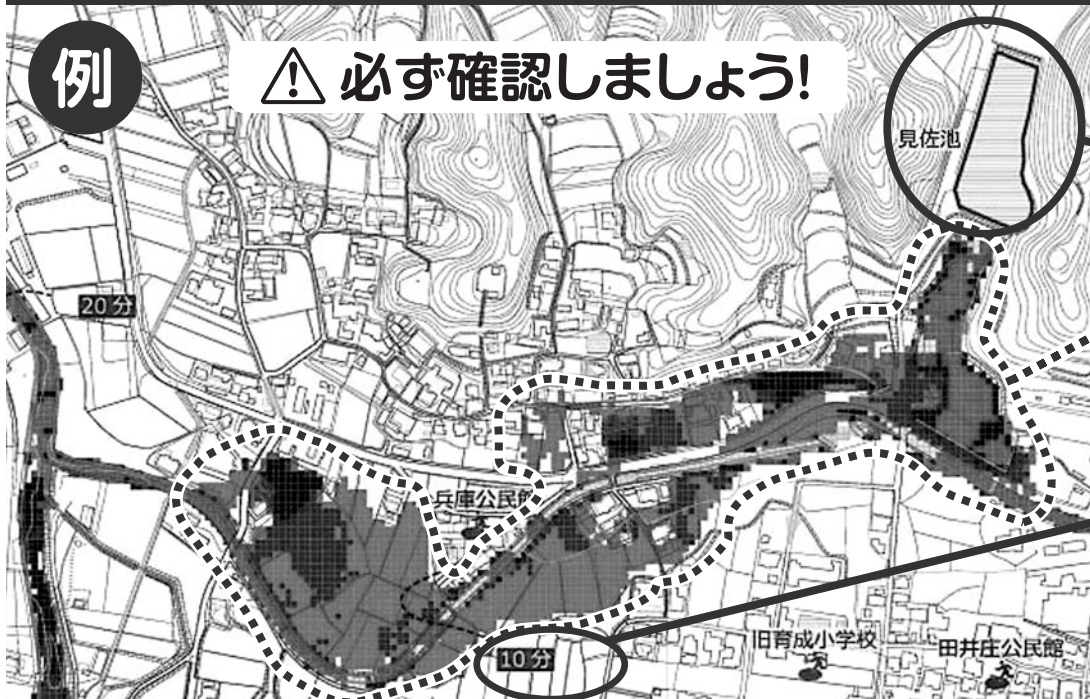 例
⚠ 必ず確認しましょう!
見佐池
20分
兵庫公民館
10分
旧育成小学校
田井庄公民館